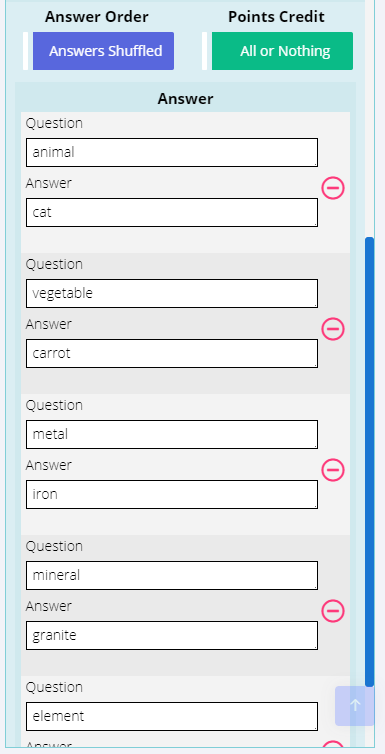 Answer Order Points Credit
Answers Shuffled All or Nothing
Answer
Question
animal
Answer
cat
Question
vegetable
Answer
carrot
Question
metal
Answer
iron
Question
mineral
Answer
granite
Question
element
Answer